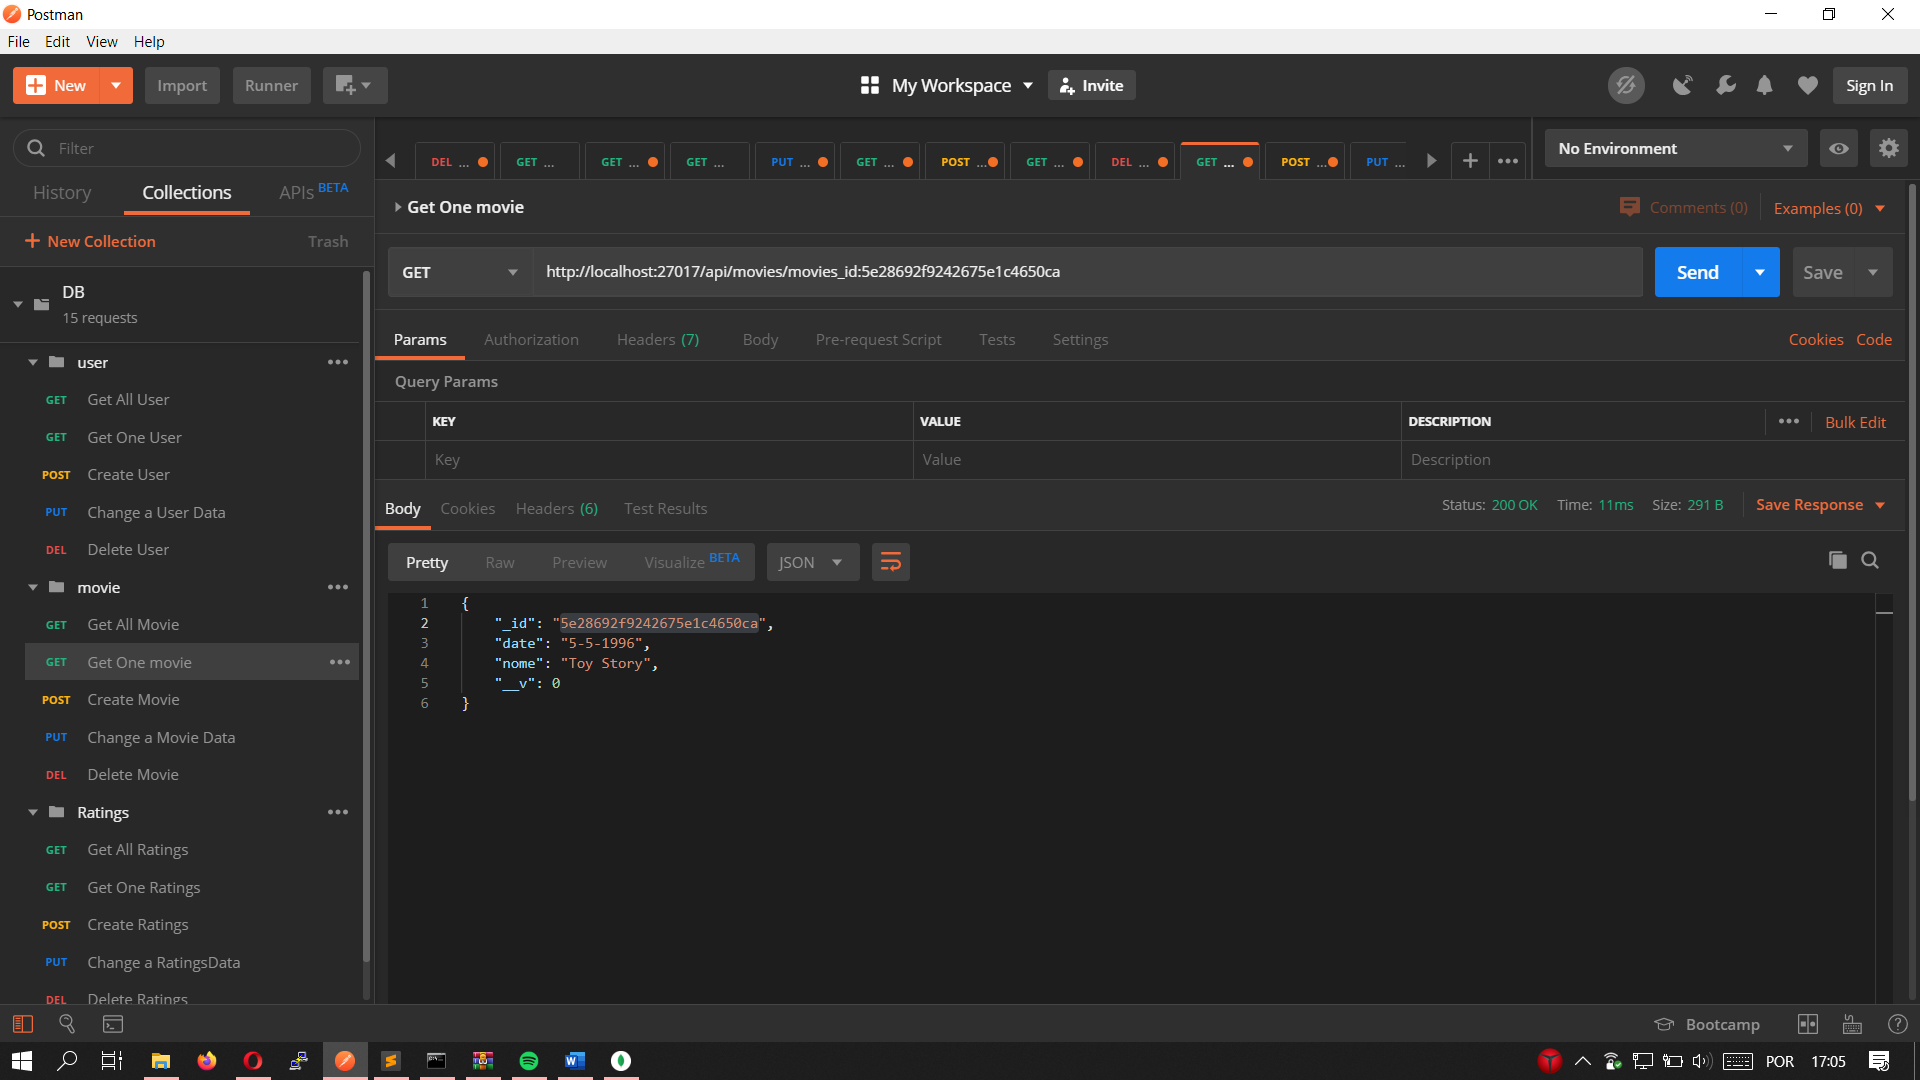 Postman
File Edit View Help
New Import Runner My Workspace Invite Sign In
Filter
History Collections APIs BETA
New Collection Trash
DB
15 requests
user
GET Get All User
GET Get One User
POST Create User
PUT Change a User Data
DEL Delete User
movie
GET Get All Movie
GET Get One movie
POST Create Movie
PUT Change a Movie Data
DEL Delete Movie
Ratings
GET Get All Ratings
GET Get One Ratings
POST Create Ratings
PUT Change a RatingsData
DEL Delete Ratings
DEL ... GET ... GET ... GET ... PUT ... GET ... POST ... GET ... DEL ... GET ... POST ... PUT ...
No Environment
Get One movie
Comments (0) Examples (0)
GET http://localhost:27017/api/movies/movies_id:5e28692f9242675e1c4650ca Send Save
Params Authorization Headers (7) Body Pre-request Script Tests Settings Cookies Code
Query Params
KEY VALUE DESCRIPTION Bulk Edit
Key Value Description
Body Cookies Headers (6) Test Results Status: 200 OK Time: 11ms Size: 291 B Save Response
Pretty Raw Preview Visualize BETA JSON
1 {
2 "_id": "5e28692f9242675e1c4650ca",
3 "date": "5-5-1996",
4 "nome": "Toy Story",
5 "__v": 0
6 }
Bootcamp
POR 17:05